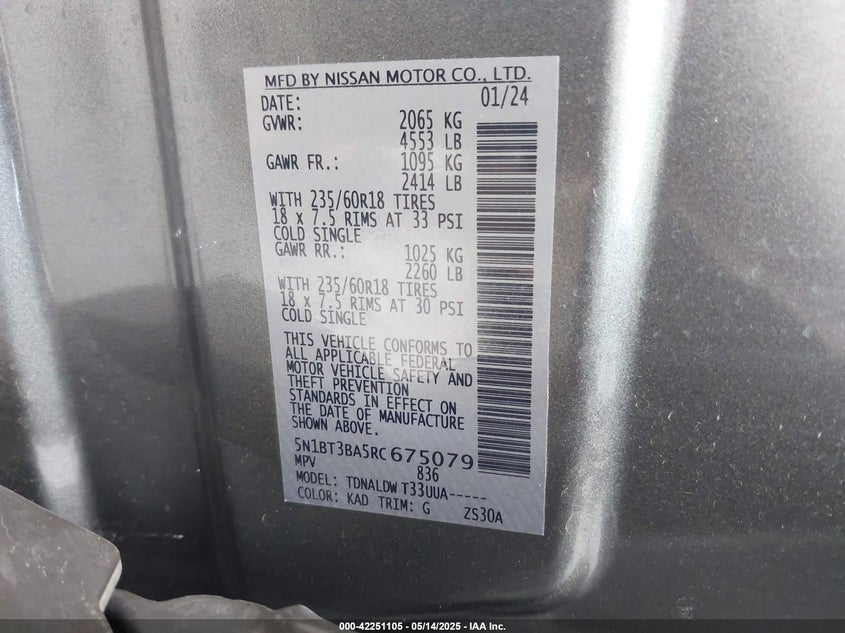 MFD BY NISSAN MOTOR CO., LTD.
DATE: 01/24
GVWR: 2065 KG
4553 LB
GAWR FR.: 1095 KG
2414 LB
WITH 235/60R18 TIRES
18 x 7.5 RIMS AT 33 PSI
COLD SINGLE
GAWR RR.: 1025 KG
2260 LB
WITH 235/60R18 TIRES
18 x 7.5 RIMS AT 30 PSI
COLD SINGLE
THIS VEHICLE CONFORMS TO
ALL APPLICABLE FEDERAL
MOTOR VEHICLE SAFETY AND
THEFT PREVENTION
STANDARDS IN EFFECT ON
THE DATE OF MANUFACTURE
SHOWN ABOVE.
5N1BT3BA5RC675079
MPV 836
MODEL: TDNALDW T33UUA-----
COLOR: KAD TRIM: G ZS30A
000-42251105 - 05/14/2025 - IAA Inc.